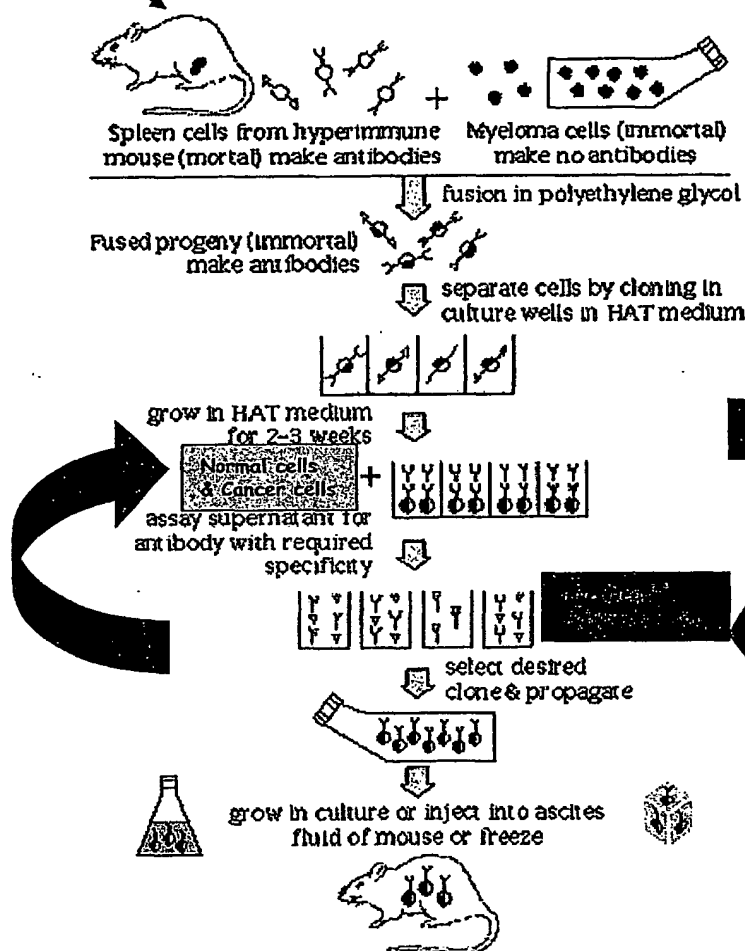 Spleen cells from hyperimmune
mouse (mortal) make antibodies
+
Myeloma cells (immortal)
make no antibodies
fusion in polyethylene glycol
Fused progeny (immortal)
make antibodies
separate cells by cloning in
culture wells in HAT medium
grow in HAT medium
for 2-3 weeks
Normal cells
& Cancer cells
+
assay supernatant for
antibody with required
specificity
select desired
clone & propagate
grow in culture or inject into ascites
fluid of mouse or freeze